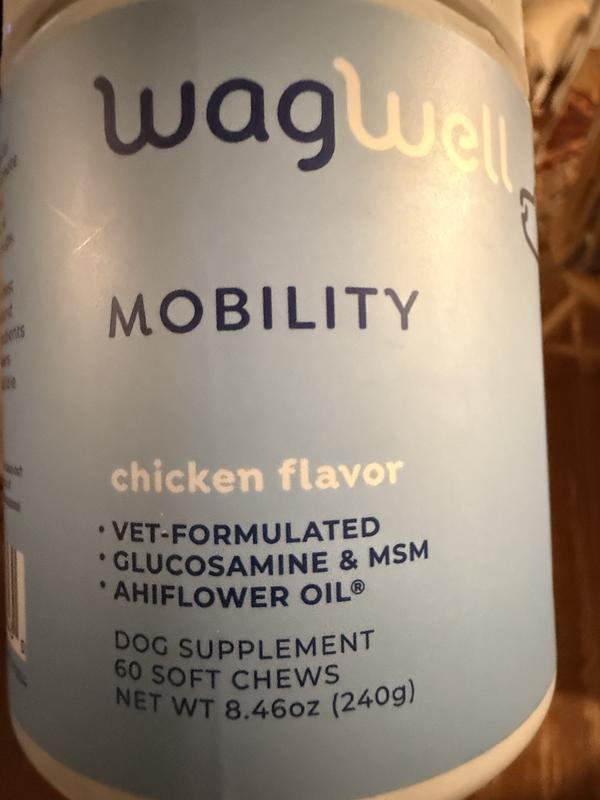 wagwell
MOBILITY
chicken flavor
• VET-FORMULATED
• GLUCOSAMINE & MSM
• AHIFLOWER OIL®
DOG SUPPLEMENT
60 SOFT CHEWS
NET WT 8.46oz (240g)